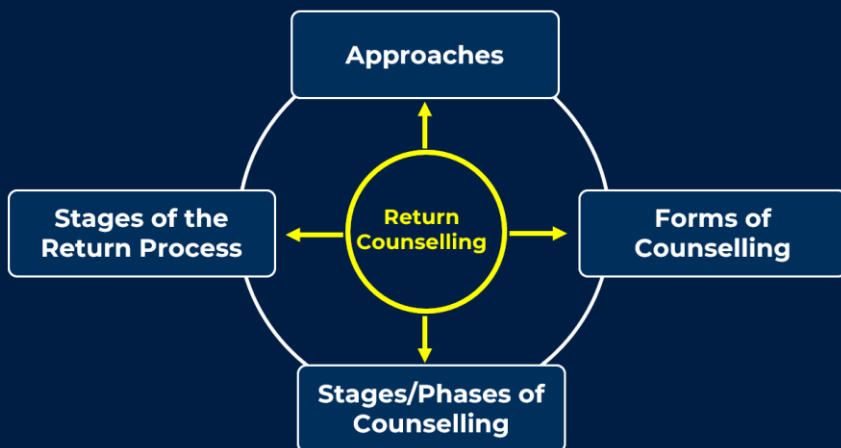 Approaches
Stages of the
Return Process
Return
Counselling
Forms of
Counselling
Stages/Phases of
Counselling